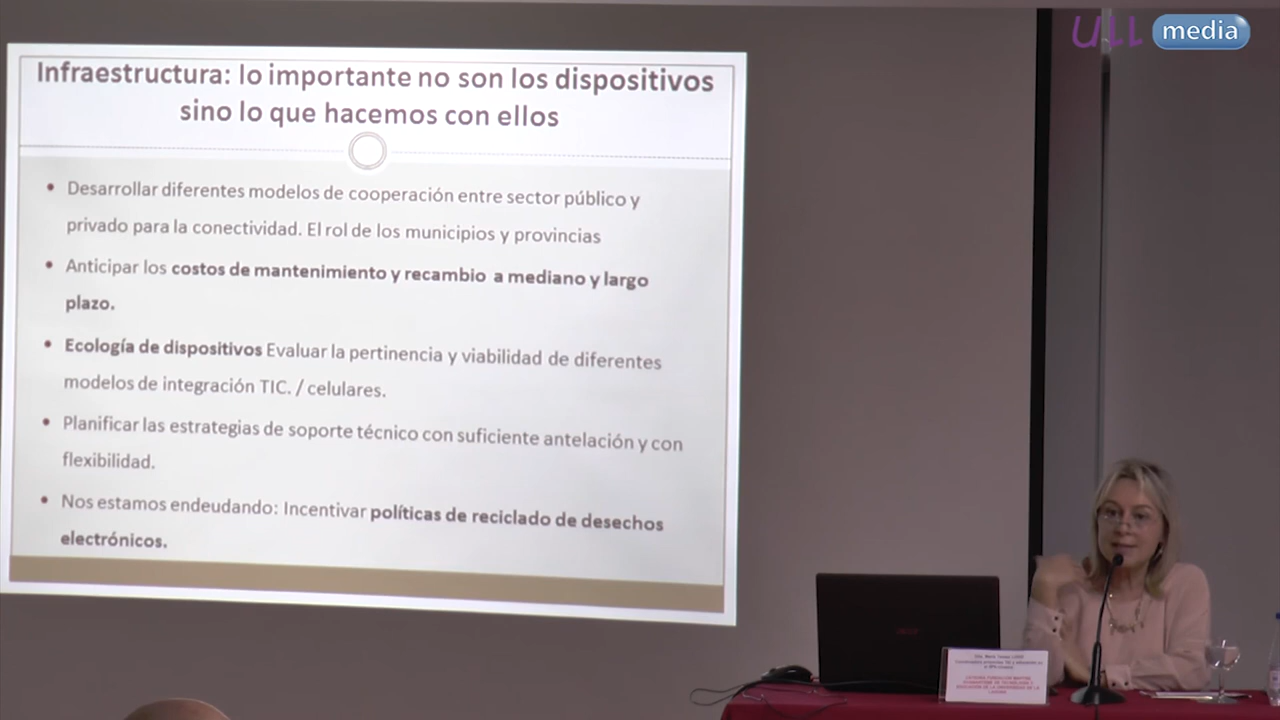 ULL media
Infraestructura: lo importante no son los dispositivos
sino lo que hacemos con ellos
• Desarrollar diferentes modelos de cooperación entre sector público y
privado para la conectividad. El rol de los municipios y provincias
• Anticipar los costos de mantenimiento y recambio a mediano y largo
plazo.
• Ecología de dispositivos Evaluar la pertinencia y viabilidad de diferentes
modelos de integración TIC. / celulares.
• Planificar las estrategias de soporte técnico con suficiente antelación y con
flexibilidad.
• Nos estamos endeudando: Incentivar políticas de reciclado de desechos
electrónicos.